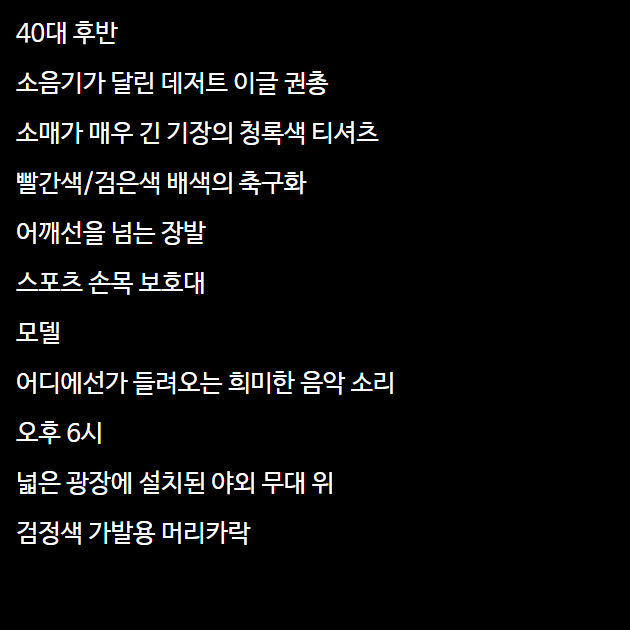 40대 후반
소음기가 달린 데저트 이글 권총
소매가 매우 긴 기장의 청록색 티셔츠
빨간색/검은색 배색의 축구화
어깨선을 넘는 장발
스포츠 손목 보호대
모델
어디에선가 들려오는 희미한 음악 소리
오후 6시
넓은 광장에 설치된 야외 무대 위
검정색 가발용 머리카락